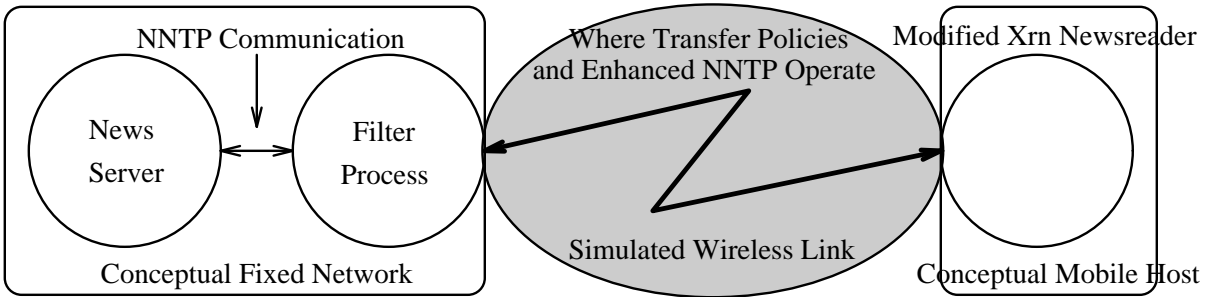 NNTP Communication
News
Server
Filter
Process
Conceptual Fixed Network
Where Transfer Policies
and Enhanced NNTP Operate
Simulated Wireless Link
Modified Xrn Newsreader
Conceptual Mobile Host